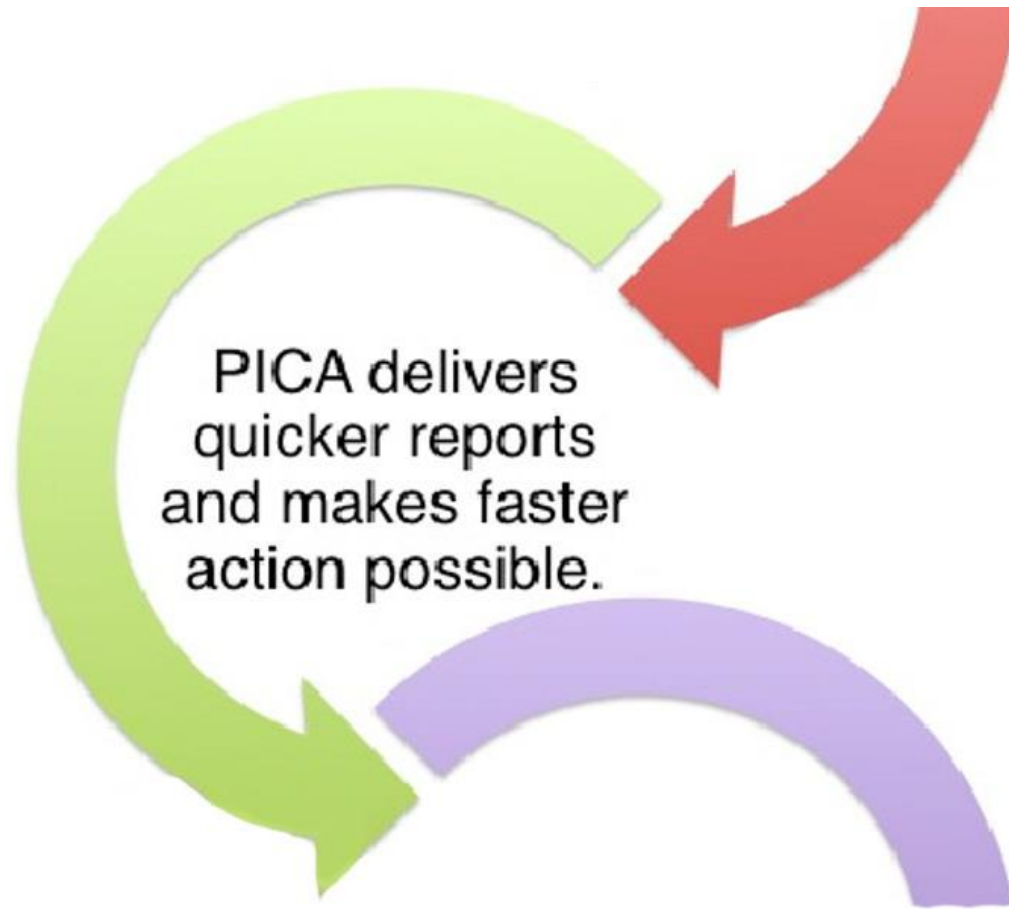 PICA delivers
quicker reports
and makes faster
action possible.